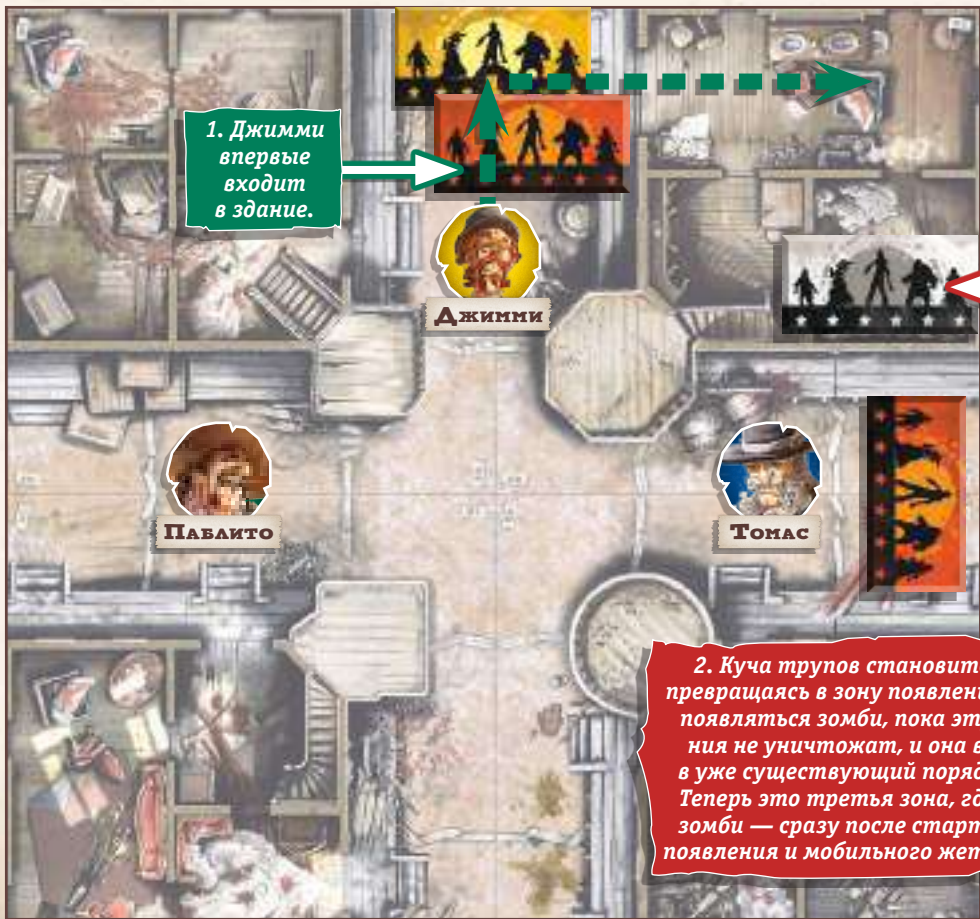 1. Джимми
впервые
входит
в здание.
Джимми
Паблито
Томас
2. Куча трупов становит
превращаясь в зону появлени
появляться зомби, пока эт
ния не уничтожат, и она в
в уже существующий поряд
Теперь это третья зона, гд
зомби — сразу после старт
появления и мобильного жет